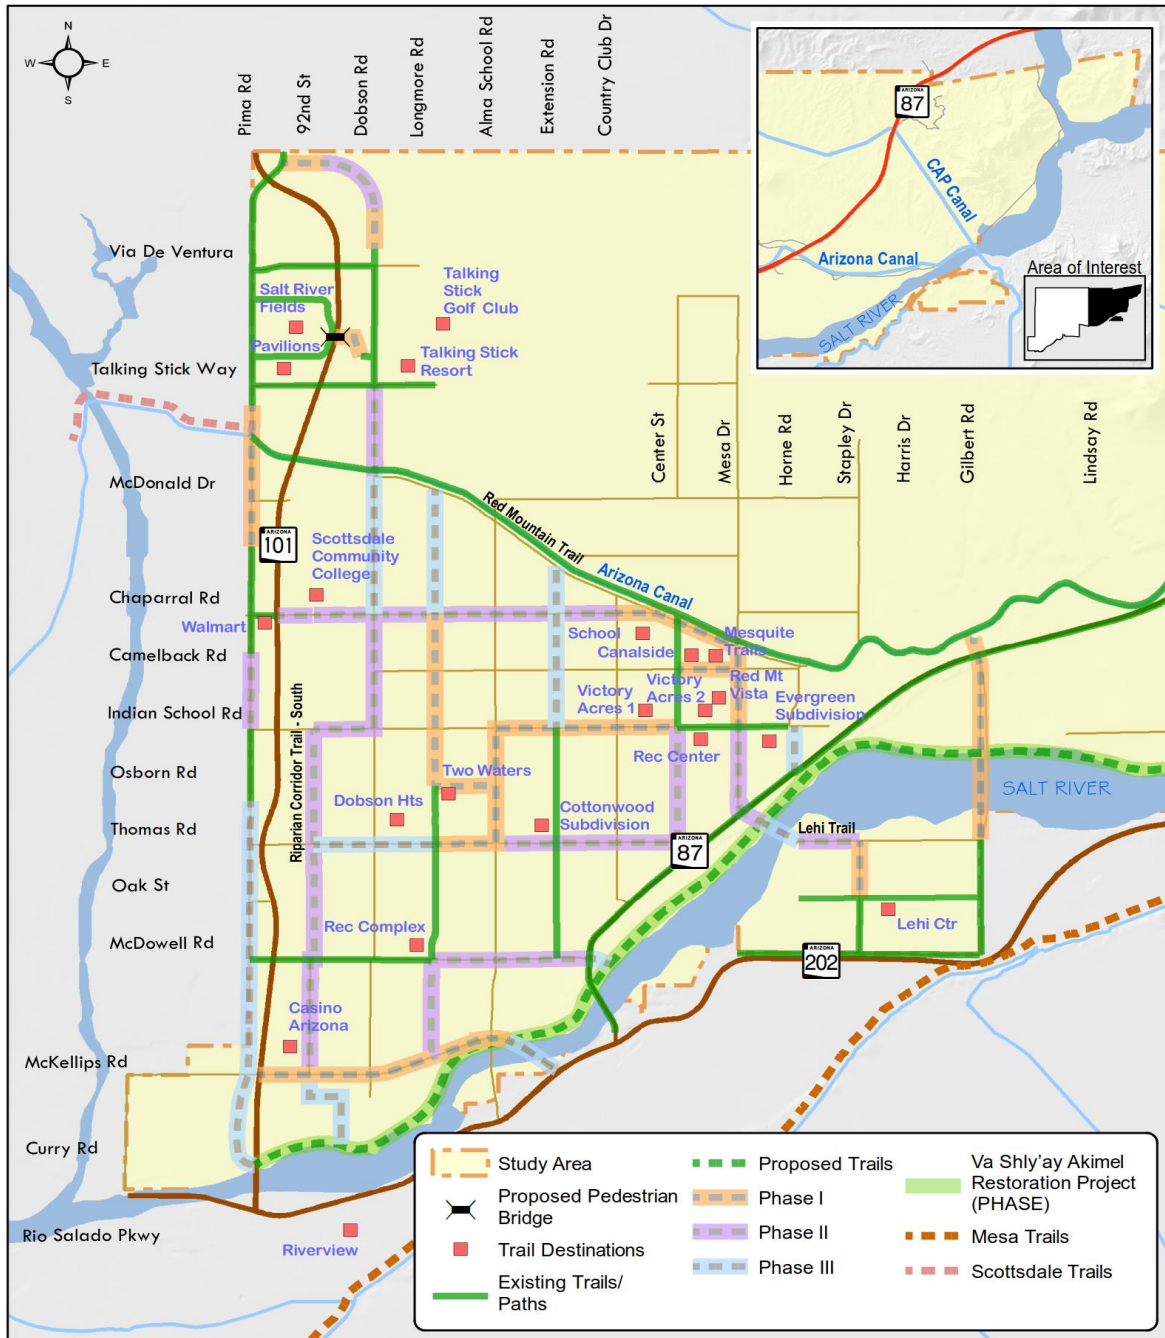 N
W
E
S
Pima Rd
92nd St
Dobson Rd
Longmore Rd
Alma School Rd
Extension Rd
Country Club Dr
ARIZONA
87
CAP Canal
Arizona Canal
SALT RIVER
Area of Interest
Via De Ventura
Salt River
Fields
Talking
Stick
Golf Club
Pavilions
Talking Stick
Resort
Talking Stick Way
Center St
Mesa Dr
Horne Rd
Stapley Dr
Harris Dr
Gilbert Rd
Lindsay Rd
McDonald Dr
Red Mountain Trail
ARIZONA
101
Scottsdale
Community
College
Arizona Canal
Chaparral Rd
Walmart
School
Mesquite
Trails
Canalside
Camelback Rd
Victory
Acres 1
Victory
Acres 2
Red Mt
Vista
Evergreen
Subdivision
Indian School Rd
Riparian Corridor Trail - South
Rec Center
Osborn Rd
Two Waters
SALT RIVER
Dobson Hts
Cottonwood
Subdivision
Thomas Rd
Lehi Trail
ARIZONA
87
Oak St
Rec Complex
Lehi Ctr
McDowell Rd
ARIZONA
202
Casino
Arizona
McKellips Rd
Curry Rd
Rio Salado Pkwy
Riverview
Study Area
Proposed Pedestrian
Bridge
Trail Destinations
Existing Trails/
Paths
Proposed Trails
Phase I
Phase II
Phase III
Va Shly'ay Akimel
Restoration Project
(PHASE)
Mesa Trails
Scottsdale Trails